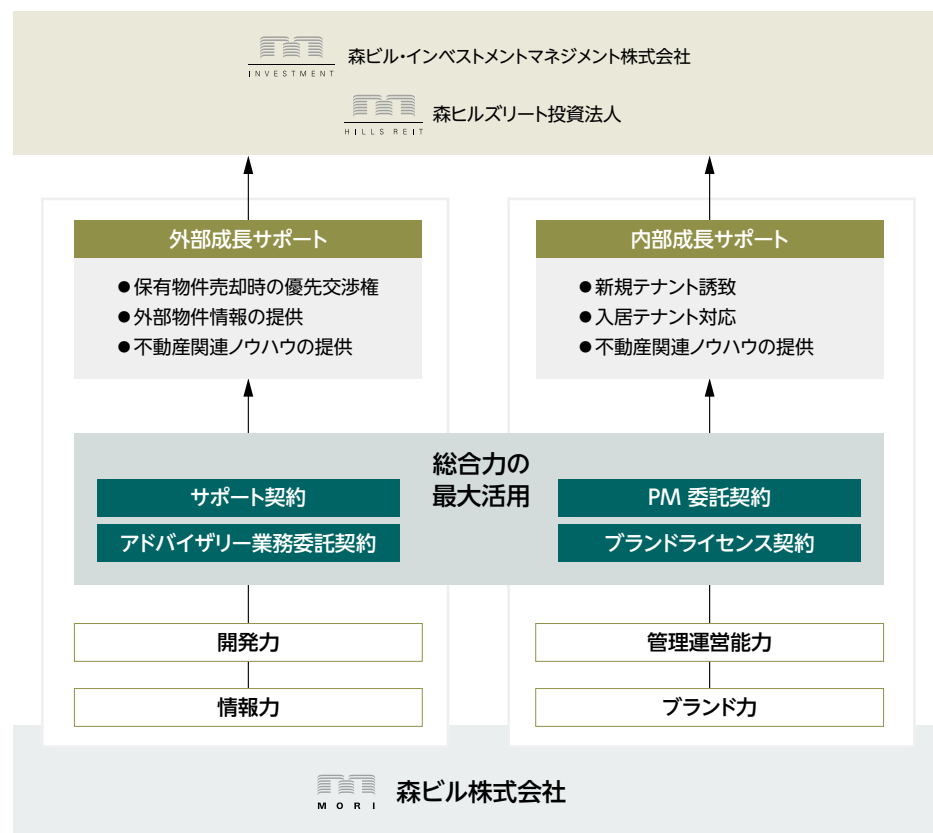 INVESTMENT
森ビル・インベストメントマネジメント株式会社
HILLS REIT
森ヒルズリート投資法人
外部成長サポート
●保有物件売却時の優先交渉権
●外部物件情報の提供
●不動産関連ノウハウの提供
内部成長サポート
●新規テナント誘致
●入居テナント対応
●不動産関連ノウハウの提供
総合力の
最大活用
サポート契約
アドバイザリー業務委託契約
PM 委託契約
ブランドライセンス契約
開発力
情報力
管理運営能力
ブランド力
MORI
森ビル株式会社